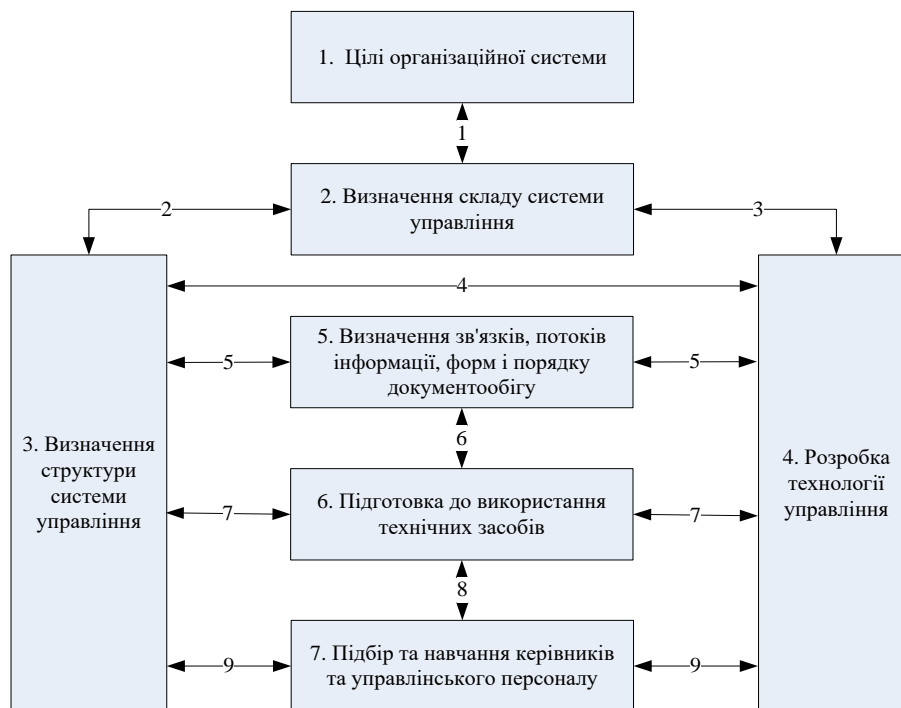 1. Цілі організаційної системи
1
2. Визначення складу системи
управління
2
3
4
5. Визначення зв'язків, потоків
інформації, форм і порядку
документообігу
5
5
6
3. Визначення
структури
системи
управління
4. Розробка
технології
управління
6. Підготовка до використання
технічних засобів
7
7
8
7. Підбір та навчання керівників
та управлінського персоналу
9
9